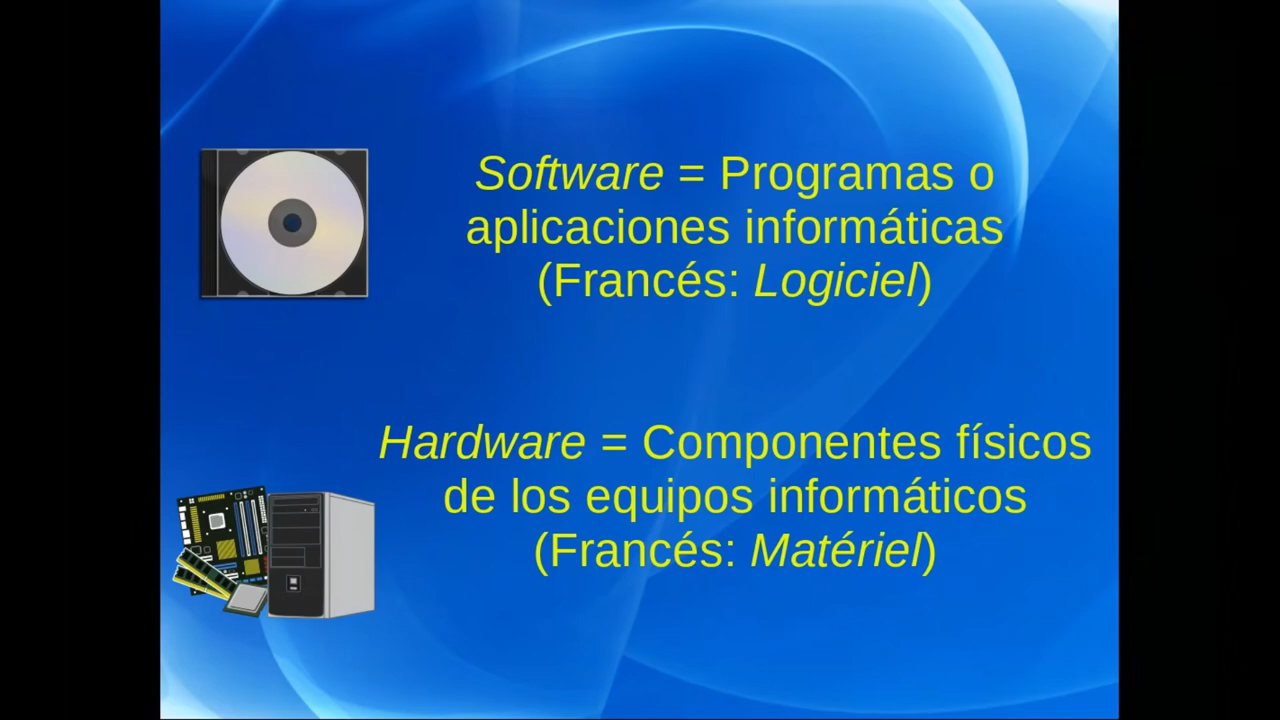 Software = Programas o
aplicaciones informáticas
(Francés: Logiciel)
Hardware = Componentes físicos
de los equipos informáticos
(Francés: Matériel)